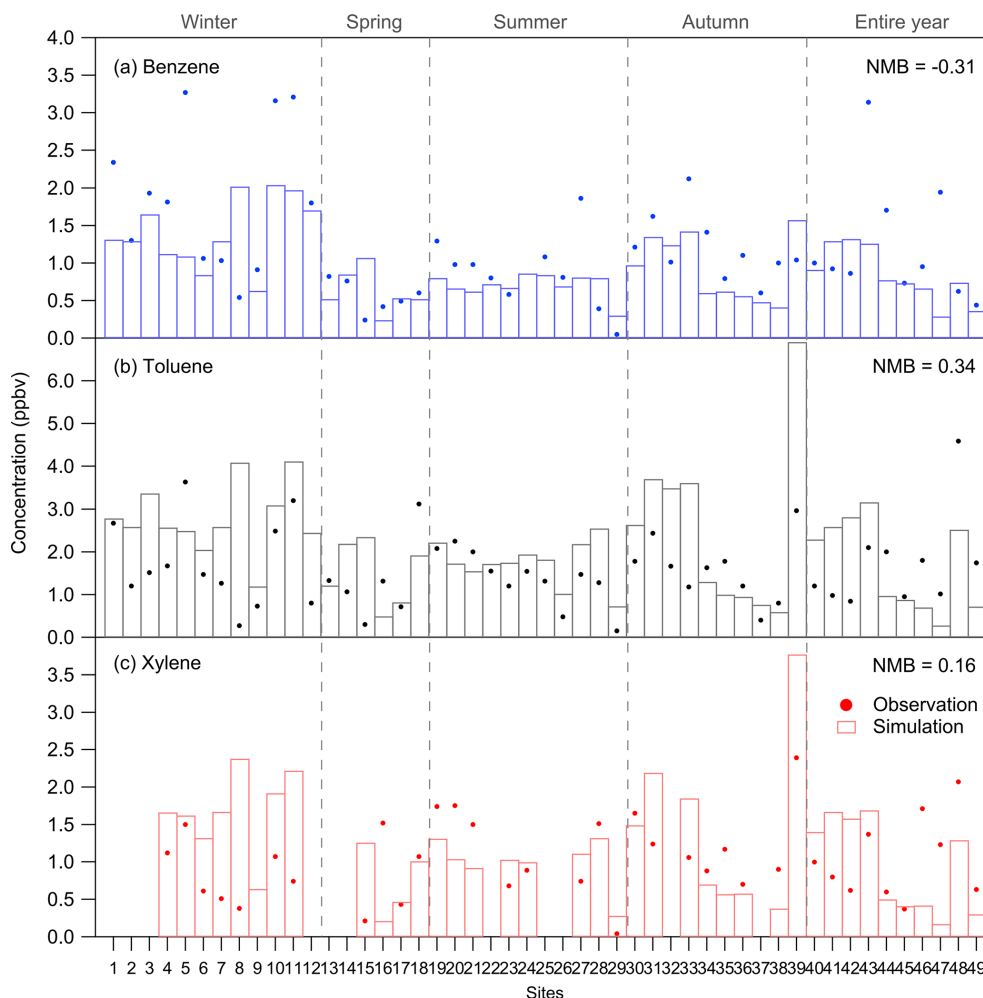 Winter Spring Summer Autumn Entire year
4.0
(a) Benzene NMB = -0.31
3.5
3.0
2.5
2.0
1.5
1.0
0.5
0.0
(b) Toluene NMB = 0.34
6.0
5.0
4.0
3.0
2.0
1.0
0.0
Concentration (ppbv)
(c) Xylene NMB = 0.16
3.5
Observation
Simulation
3.0
2.5
2.0
1.5
1.0
0.5
0.0
1 2 3 4 5 6 7 8 9 10 11 12 13 14 15 16 17 18 19 20 21 22 23 24 25 26 27 28 29 30 31 32 33 34 35 36 37 38 39 40 41 42 43 44 45 46 47 48 49
Sites